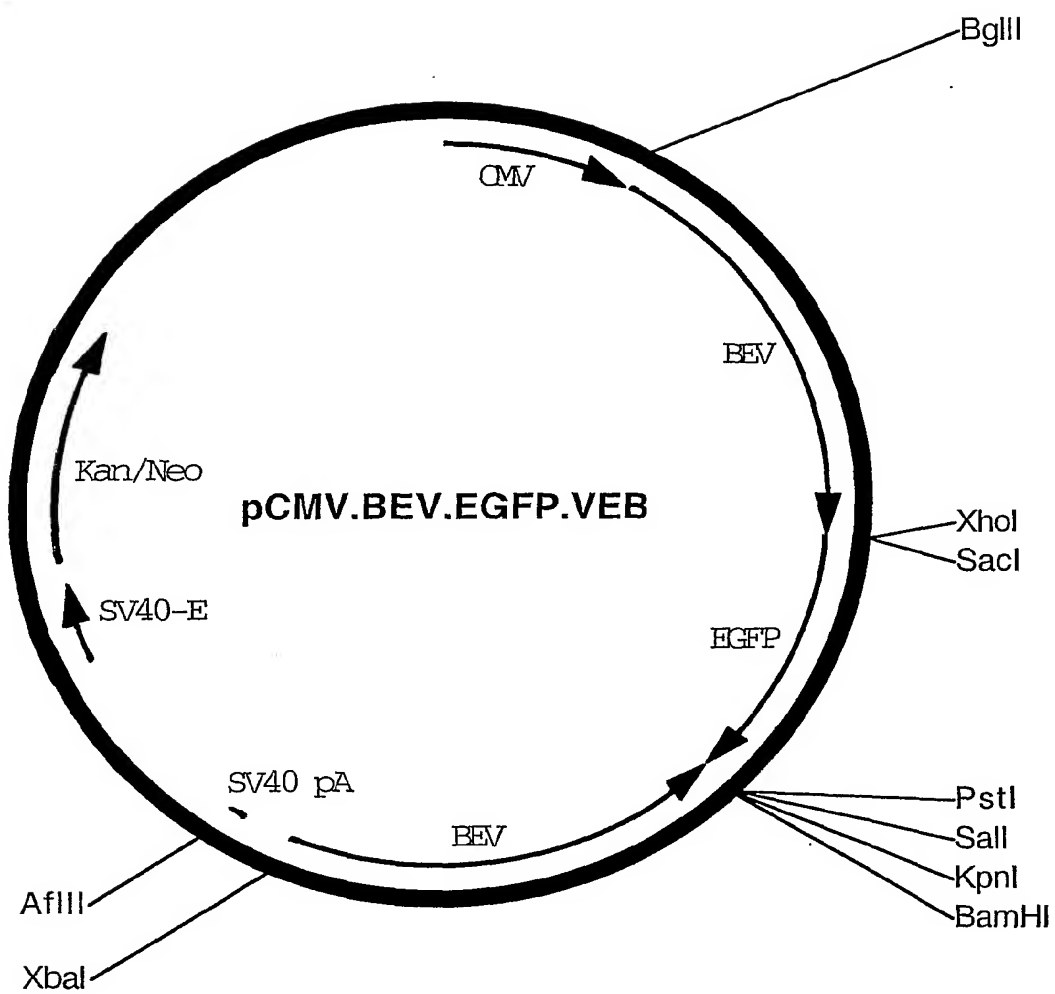 BglII
CMV
BEV
Kan/Neo
pCMV.BEV.EGFP.VEB
XhoI
SacI
SV40-E
EGFP
SV40 pA
PstI
SalI
BEV
KpnI
AflII
BamHI
XbaI